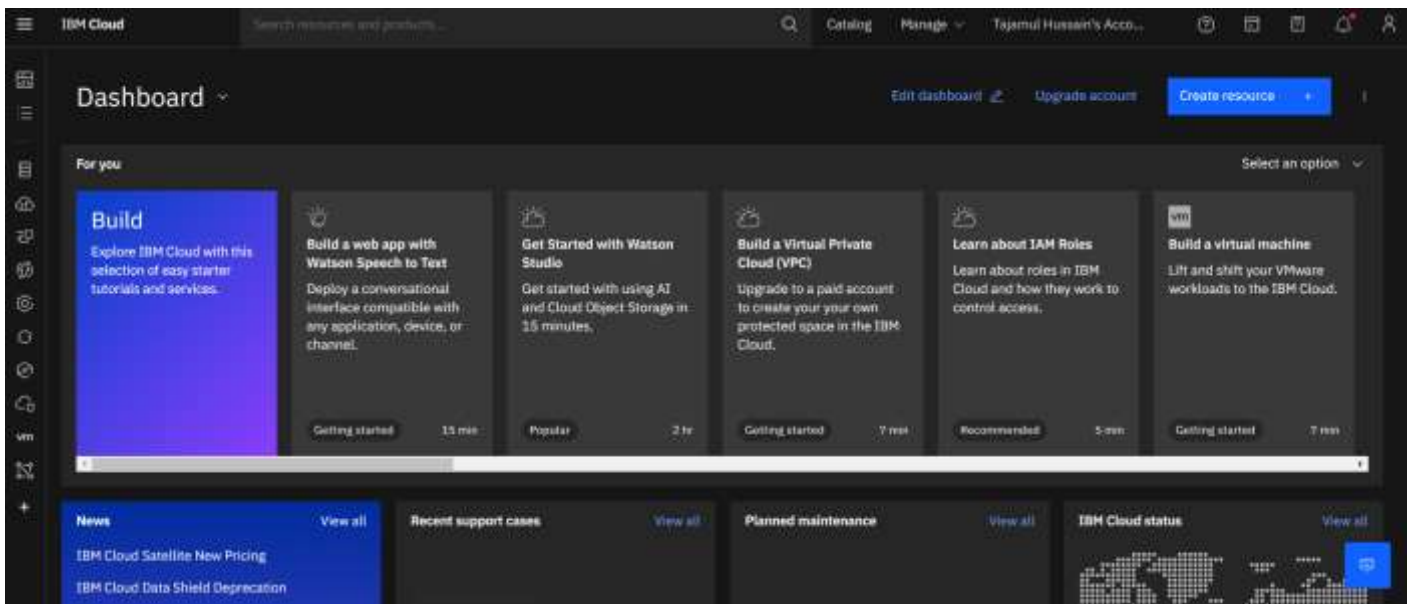 IBM Cloud
Search resources and products...
Catalog
Manage
Tajamul Hussain's Acco...
Dashboard
Edit dashboard
Upgrade account
Create resource +
For you
Select an option
Build
Explore IBM Cloud with this
selection of easy starter
tutorials and services.
Build a web app with
Watson Speech to Text
Deploy a conversational
interface compatible with
any application, device, or
channel.
Getting started
15 min
Get Started with Watson
Studio
Get started with using AI
and Cloud Object Storage in
15 minutes.
Popular
2 hr
Build a Virtual Private
Cloud (VPC)
Upgrade to a paid account
to create your your own
protected space in the IBM
Cloud.
Getting started
7 min
Learn about IAM Roles
Learn about roles in IBM
Cloud and how they work to
control access.
Recommended
5 min
vm
Build a virtual machine
Lift and shift your VMware
workloads to the IBM Cloud.
Getting started
7 min
vm
News
View all
IBM Cloud Satellite New Pricing
IBM Cloud Data Shield Deprecation
Recent support cases
View all
Planned maintenance
View all
IBM Cloud status
View all